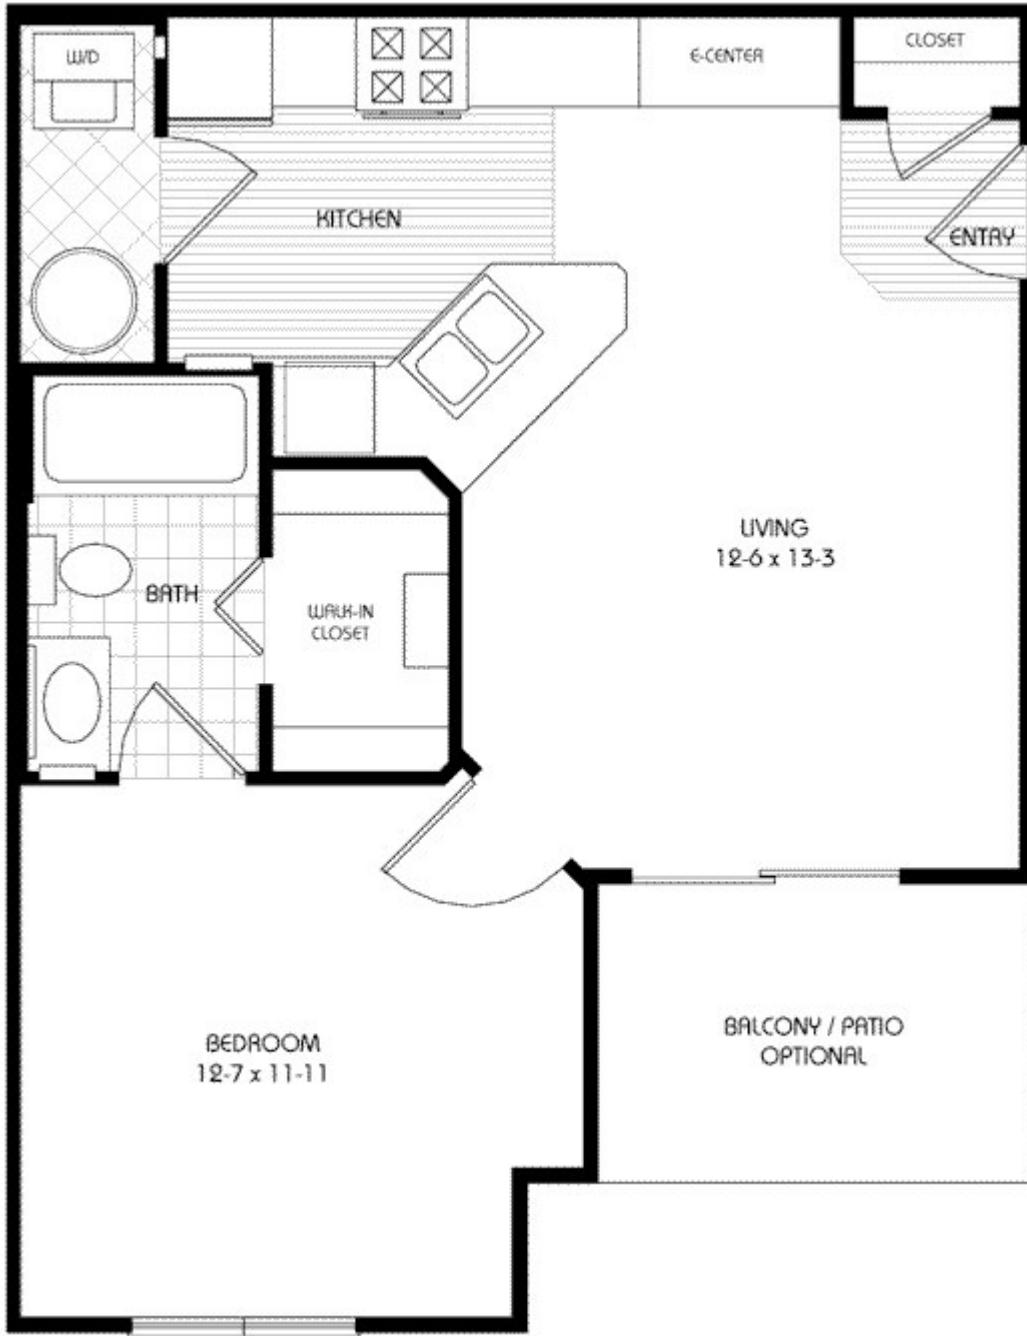 W/D
E-CENTER
CLOSET
KITCHEN
ENTRY
LIVING
12-6 x 13-3
BATH
WALK-IN
CLOSET
BEDROOM
12-7 x 11-11
BALCONY / PATIO
OPTIONAL